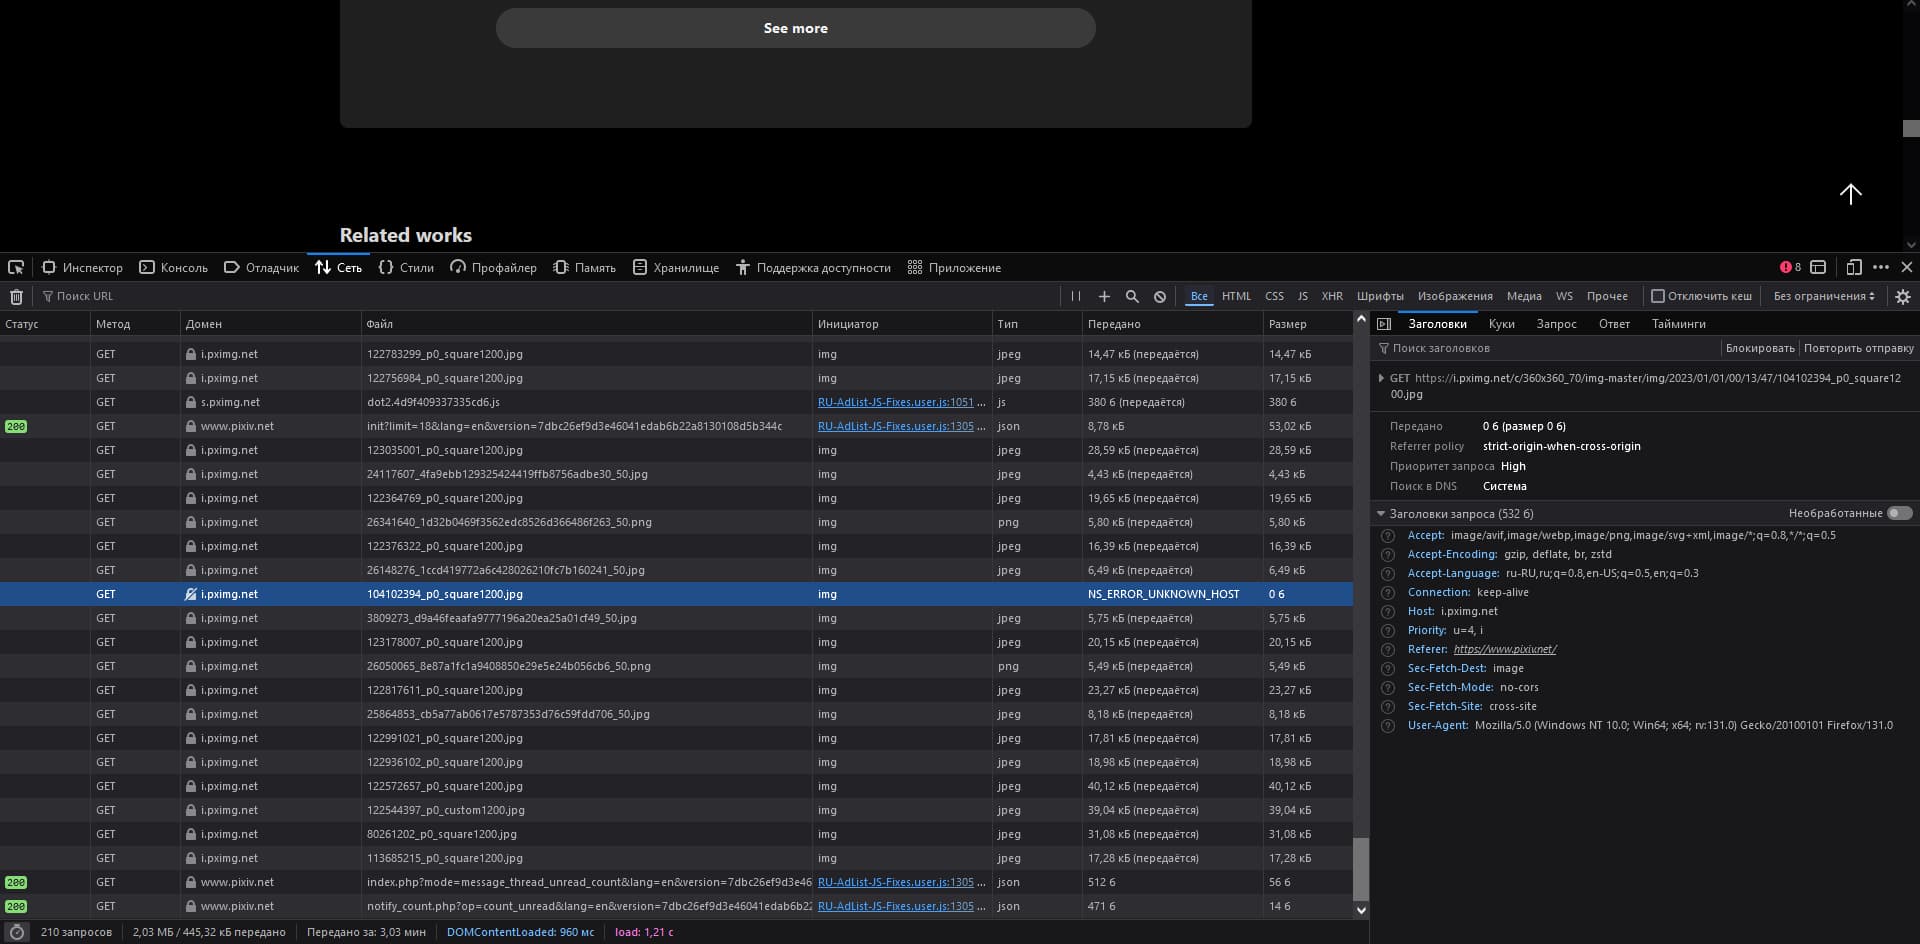 See more
Related works
Инспектор Консоль Отладчик Сеть Стили Профайлер Память Хранилище Поддержка доступности Приложение 8
Поиск URL Все HTML CSS JS XHR Шрифты Изображения Медиа WS Прочее Отключить кеш Без ограничения
Статус Метод Домен Файл Инициатор Тип Передано Размер
GET i.pximg.net 122783299_p0_square1200.jpg img jpeg 14,47 кБ (передаётся) 14,47 кБ
GET i.pximg.net 122756984_p0_square1200.jpg img jpeg 17,15 кБ (передаётся) 17,15 кБ
GET s.pximg.net dot2.4d9f409337335cd6.js RU-AdList-JS-Fixes.user.js:1051 ... js 380 б (передаётся) 380 б
200 GET www.pixiv.net init?limit=18&lang=en&version=7dbc26ef9d3e46041edab6b22a8130108d5b344c RU-AdList-JS-Fixes.user.js:1305 ... json 8,78 кБ 53,02 кБ
GET i.pximg.net 123035001_p0_square1200.jpg img jpeg 28,59 кБ (передаётся) 28,59 кБ
GET i.pximg.net 24117607_4fa9ebb129325424419ffb8756adbe30_50.jpg img jpeg 4,43 кБ (передаётся) 4,43 кБ
GET i.pximg.net 122364769_p0_square1200.jpg img jpeg 19,65 кБ (передаётся) 19,65 кБ
GET i.pximg.net 26341640_1d32b0469f3562edc8526d366486f263_50.png img png 5,80 кБ (передаётся) 5,80 кБ
GET i.pximg.net 122376322_p0_square1200.jpg img jpeg 16,39 кБ (передаётся) 16,39 кБ
GET i.pximg.net 26148276_1ccd419772a6c428026210fc7b160241_50.jpg img jpeg 6,49 кБ (передаётся) 6,49 кБ
GET i.pximg.net 104102394_p0_square1200.jpg img NS_ERROR_UNKNOWN_HOST 0 б
GET i.pximg.net 3809273_d9a46feaafa9777196a20ea25a01cf49_50.jpg img jpeg 5,75 кБ (передаётся) 5,75 кБ
GET i.pximg.net 123178007_p0_square1200.jpg img jpeg 20,15 кБ (передаётся) 20,15 кБ
GET i.pximg.net 26050065_8e87a1fc1a9408850e29e5e24b056cb6_50.png img png 5,49 кБ (передаётся) 5,49 кБ
GET i.pximg.net 122817611_p0_square1200.jpg img jpeg 23,27 кБ (передаётся) 23,27 кБ
GET i.pximg.net 25864853_cb5a77ab0617e5787353d76c59fdd706_50.jpg img jpeg 8,18 кБ (передаётся) 8,18 кБ
GET i.pximg.net 122991021_p0_square1200.jpg img jpeg 17,81 кБ (передаётся) 17,81 кБ
GET i.pximg.net 122936102_p0_square1200.jpg img jpeg 18,98 кБ (передаётся) 18,98 кБ
GET i.pximg.net 122572657_p0_square1200.jpg img jpeg 40,12 кБ (передаётся) 40,12 кБ
GET i.pximg.net 122544397_p0_custom1200.jpg img jpeg 39,04 кБ (передаётся) 39,04 кБ
GET i.pximg.net 80261202_p0_square1200.jpg img jpeg 31,08 кБ (передаётся) 31,08 кБ
GET i.pximg.net 113685215_p0_square1200.jpg img jpeg 17,28 кБ (передаётся) 17,28 кБ
200 GET www.pixiv.net index.php?mode=message_thread_unread_count&lang=en&version=7dbc26ef9d3e46 RU-AdList-JS-Fixes.user.js:1305 ... json 512 б 56 б
200 GET www.pixiv.net notify_count.php?op=count_unread&lang=en&version=7dbc26ef9d3e46041edab6b22 RU-AdList-JS-Fixes.user.js:1305 ... json 471 б 14 б
210 запросов 2,03 МБ / 445,32 кБ передано Передано за: 3,03 мин DOMContentLoaded: 960 мс load: 1,21 с
Заголовки Куки Запрос Ответ Тайминги
Поиск заголовков Блокировать Повторить отправку
GET https://i.pximg.net/c/360x360_70/img-master/img/2023/01/01/00/13/47/104102394_p0_square12
00.jpg
Передано 0 б (размер 0 б)
Referrer policy strict-origin-when-cross-origin
Приоритет запроса High
Поиск в DNS Система
Заголовки запроса (532 б) Необработанные
Accept: image/avif,image/webp,image/png,image/svg+xml,image/*;q=0.8,*/*;q=0.5
Accept-Encoding: gzip, deflate, br, zstd
Accept-Language: ru-RU,ru;q=0.8,en-US;q=0.5,en;q=0.3
Connection: keep-alive
Host: i.pximg.net
Priority: u=4, i
Referer: https://www.pixiv.net/
Sec-Fetch-Dest: image
Sec-Fetch-Mode: no-cors
Sec-Fetch-Site: cross-site
User-Agent: Mozilla/5.0 (Windows NT 10.0; Win64; x64; rv:131.0) Gecko/20100101 Firefox/131.0